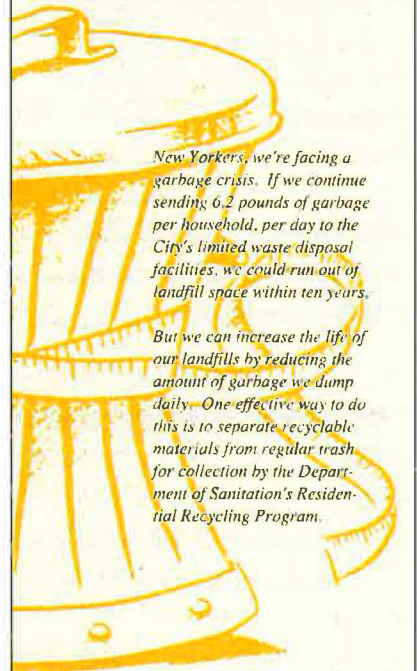 New Yorkers, we're facing a
garbage crisis. If we continue
sending 6.2 pounds of garbage
per household, per day to the
City's limited waste disposal
facilities, we could run out of
landfill space within ten years.
But we can increase the life of
our landfills by reducing the
amount of garbage we dump
daily. One effective way to do
this is to separate recyclable
materials from regular trash
for collection by the Depart-
ment of Sanitation's Residen-
tial Recycling Program.